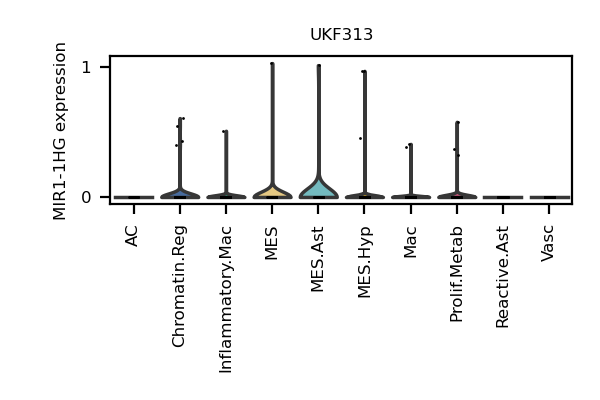 UKF313
MIR1-1HG expression
1
0
AC
Chromatin.Reg
Inflammatory.Mac
MES
MES.Ast
MES.Hyp
Mac
Prolif.Metab
Reactive.Ast
Vasc